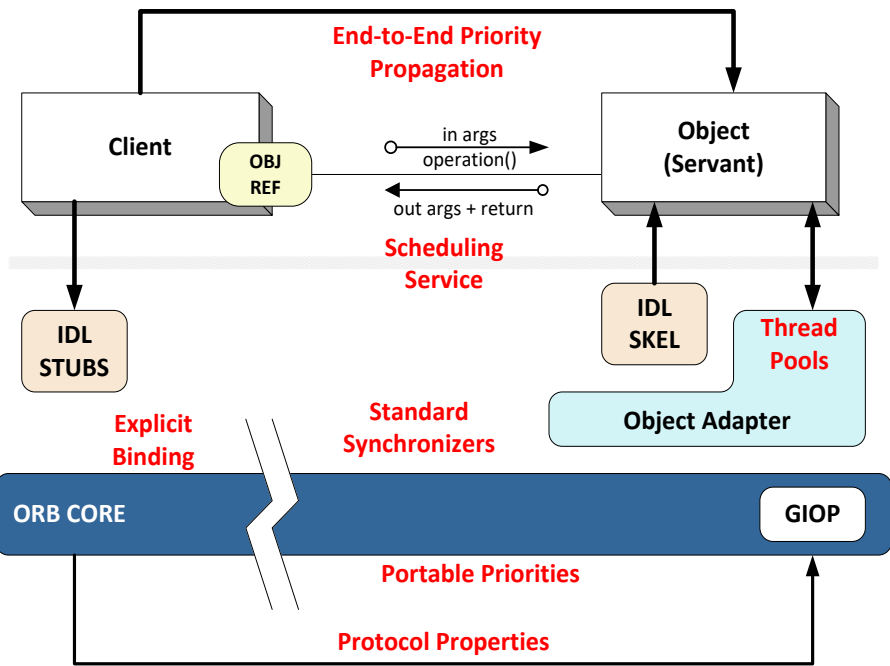 End-to-End Priority
Propagation
Client
OBJ
REF
in args
operation()
out args + return
Object
(Servant)
Scheduling
Service
IDL
STUBS
IDL
SKEL
Thread
Pools
Object Adapter
Explicit
Binding
Standard
Synchronizers
ORB CORE
GIOP
Portable Priorities
Protocol Properties